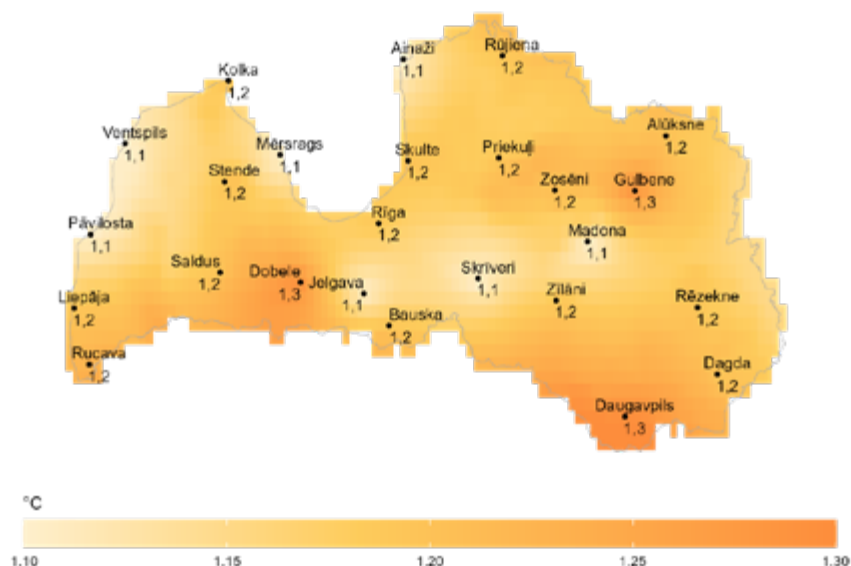 Rūjiena
1,2
Ainaži
1,1
Kolka
1,2
Alūksne
1,2
Ventspils
1,1
Mērsrags
1,1
Skulte
1,2
Priekuļi
1,2
Stende
1,2
Zosēni
1,2
Gulbene
1,3
Rīga
1,2
Pāvilosta
1,1
Madona
1,1
Saldus
1,2
Dobele
1,3
Jelgava
1,1
Skrīveri
1,1
Zīlāni
1,2
Liepāja
1,2
Rēzekne
1,2
Bauska
1,2
Rucava
1,2
Dagda
1,2
Daugavpils
1,3
°C
1.10 1.15 1.20 1.25 1.30